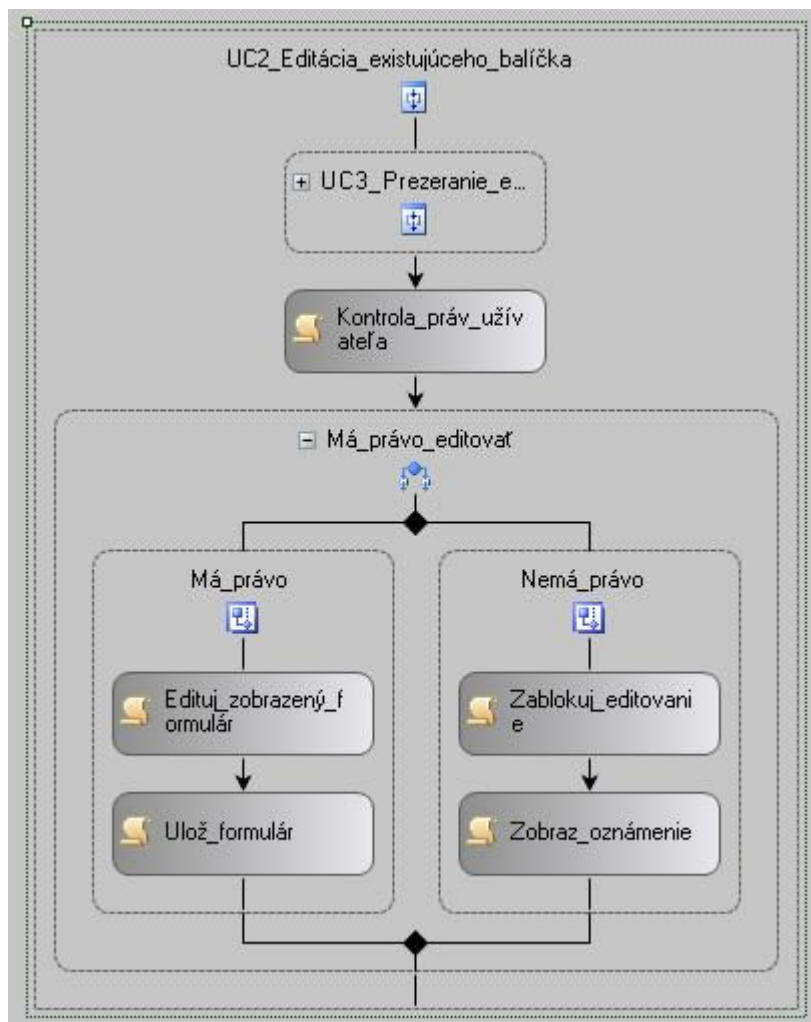 UC2_Editácia_existujúceho_balíčka
UC3_Prezeranie_e...
Kontrola_práv_užív
ateľa
Má_právo_editovať
Má_právo
Nemá_právo
Edituj_zobrazený_f
ormulár
Zablokuj_editovani
e
Ulož_formulár
Zobraz_oznámenie